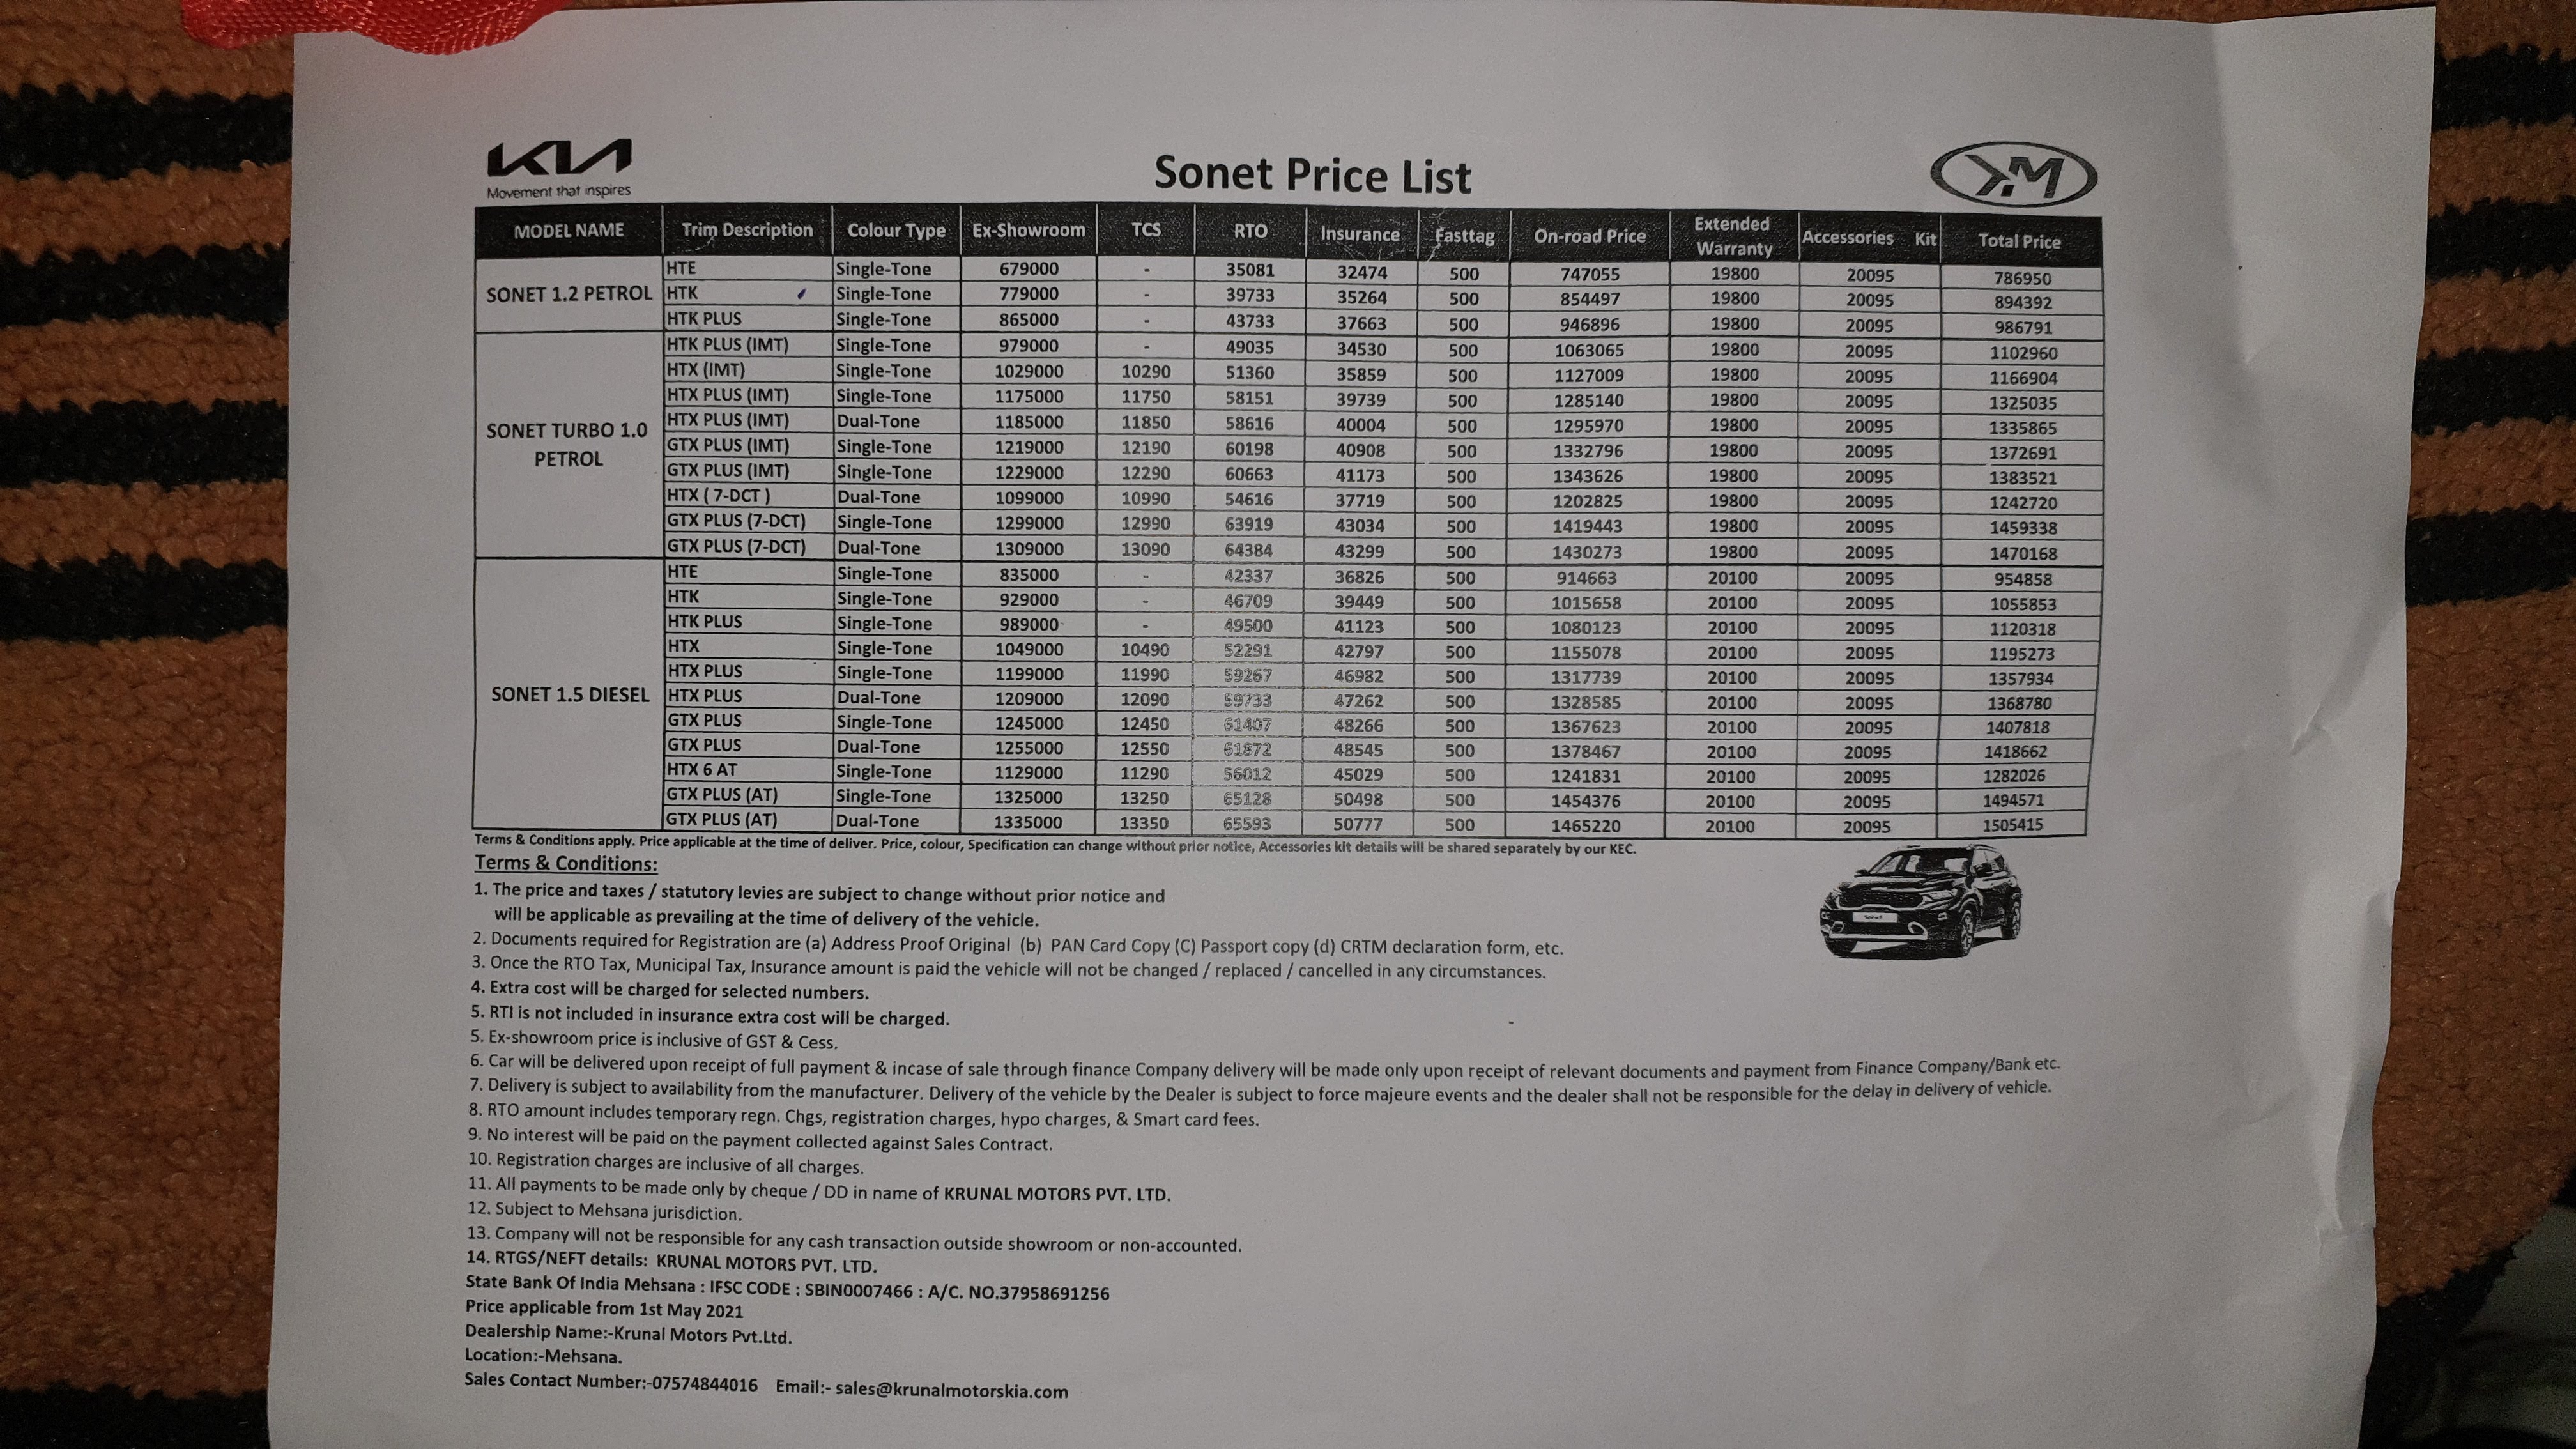 KIA
Movement that inspires
Sonet Price List
KM
MODEL NAME Trim Description Colour Type Ex-Showroom TCS RTO Insurance Fasttag On-road Price Extended Warranty Accessories Kit Total Price
SONET 1.2 PETROL
HTE Single-Tone 679000 - 35081 32474 500 747055 19800 20095 786950
HTK Single-Tone 779000 - 39733 35264 500 854497 19800 20095 894392
HTK PLUS Single-Tone 865000 - 43733 37663 500 946896 19800 20095 986791
SONET TURBO 1.0 PETROL
HTK PLUS (IMT) Single-Tone 979000 - 49035 34530 500 1063065 19800 20095 1102960
HTX (IMT) Single-Tone 1029000 10290 51360 35859 500 1127009 19800 20095 1166904
HTX PLUS (IMT) Single-Tone 1175000 11750 58151 39739 500 1285140 19800 20095 1325035
HTX PLUS (IMT) Dual-Tone 1185000 11850 58616 40004 500 1295970 19800 20095 1335865
GTX PLUS (IMT) Single-Tone 1219000 12190 60198 40908 500 1332796 19800 20095 1372691
GTX PLUS (IMT) Single-Tone 1229000 12290 60663 41173 500 1343626 19800 20095 1383521
HTX ( 7-DCT ) Dual-Tone 1099000 10990 54616 37719 500 1202825 19800 20095 1242720
GTX PLUS (7-DCT) Single-Tone 1299000 12990 63919 43034 500 1419443 19800 20095 1459338
GTX PLUS (7-DCT) Dual-Tone 1309000 13090 64384 43299 500 1430273 19800 20095 1470168
SONET 1.5 DIESEL
HTE Single-Tone 835000 - 42337 36826 500 914663 20100 20095 954858
HTK Single-Tone 929000 - 46709 39449 500 1015658 20100 20095 1055853
HTK PLUS Single-Tone 989000 - 49500 41123 500 1080123 20100 20095 1120318
HTX Single-Tone 1049000 10490 52291 42797 500 1155078 20100 20095 1195273
HTX PLUS Single-Tone 1199000 11990 59267 46982 500 1317739 20100 20095 1357934
HTX PLUS Dual-Tone 1209000 12090 59733 47262 500 1328585 20100 20095 1368780
GTX PLUS Single-Tone 1245000 12450 61407 48266 500 1367623 20100 20095 1407818
GTX PLUS Dual-Tone 1255000 12550 61872 48545 500 1378467 20100 20095 1418662
HTX 6 AT Single-Tone 1129000 11290 56012 45029 500 1241831 20100 20095 1282026
GTX PLUS (AT) Single-Tone 1325000 13250 65128 50498 500 1454376 20100 20095 1494571
GTX PLUS (AT) Dual-Tone 1335000 13350 65593 50777 500 1465220 20100 20095 1505415
Terms & Conditions apply. Price applicable at the time of deliver. Price, colour, Specification can change without prior notice, Accessories kit details will be shared separately by our KEC.
Terms & Conditions:
1. The price and taxes / statutory levies are subject to change without prior notice and
will be applicable as prevailing at the time of delivery of the vehicle.
2. Documents required for Registration are (a) Address Proof Original (b) PAN Card Copy (C) Passport copy (d) CRTM declaration form, etc.
3. Once the RTO Tax, Municipal Tax, Insurance amount is paid the vehicle will not be changed / replaced / cancelled in any circumstances.
4. Extra cost will be charged for selected numbers.
5. RTI is not included in insurance extra cost will be charged.
5. Ex-showroom price is inclusive of GST & Cess.
6. Car will be delivered upon receipt of full payment & incase of sale through finance Company delivery will be made only upon receipt of relevant documents and payment from Finance Company/Bank etc.
7. Delivery is subject to availability from the manufacturer. Delivery of the vehicle by the Dealer is subject to force majeure events and the dealer shall not be responsible for the delay in delivery of vehicle.
8. RTO amount includes temporary regn. Chgs, registration charges, hypo charges, & Smart card fees.
9. No interest will be paid on the payment collected against Sales Contract.
10. Registration charges are inclusive of all charges.
11. All payments to be made only by cheque / DD in name of KRUNAL MOTORS PVT. LTD.
12. Subject to Mehsana jurisdiction.
13. Company will not be responsible for any cash transaction outside showroom or non-accounted.
14. RTGS/NEFT details: KRUNAL MOTORS PVT. LTD.
State Bank Of India Mehsana : IFSC CODE : SBIN0007466 : A/C. NO.37958691256
Price applicable from 1st May 2021
Dealership Name:-Krunal Motors Pvt.Ltd.
Location:-Mehsana.
Sales Contact Number:-07574844016 Email:- sales@krunalmotorskia.com